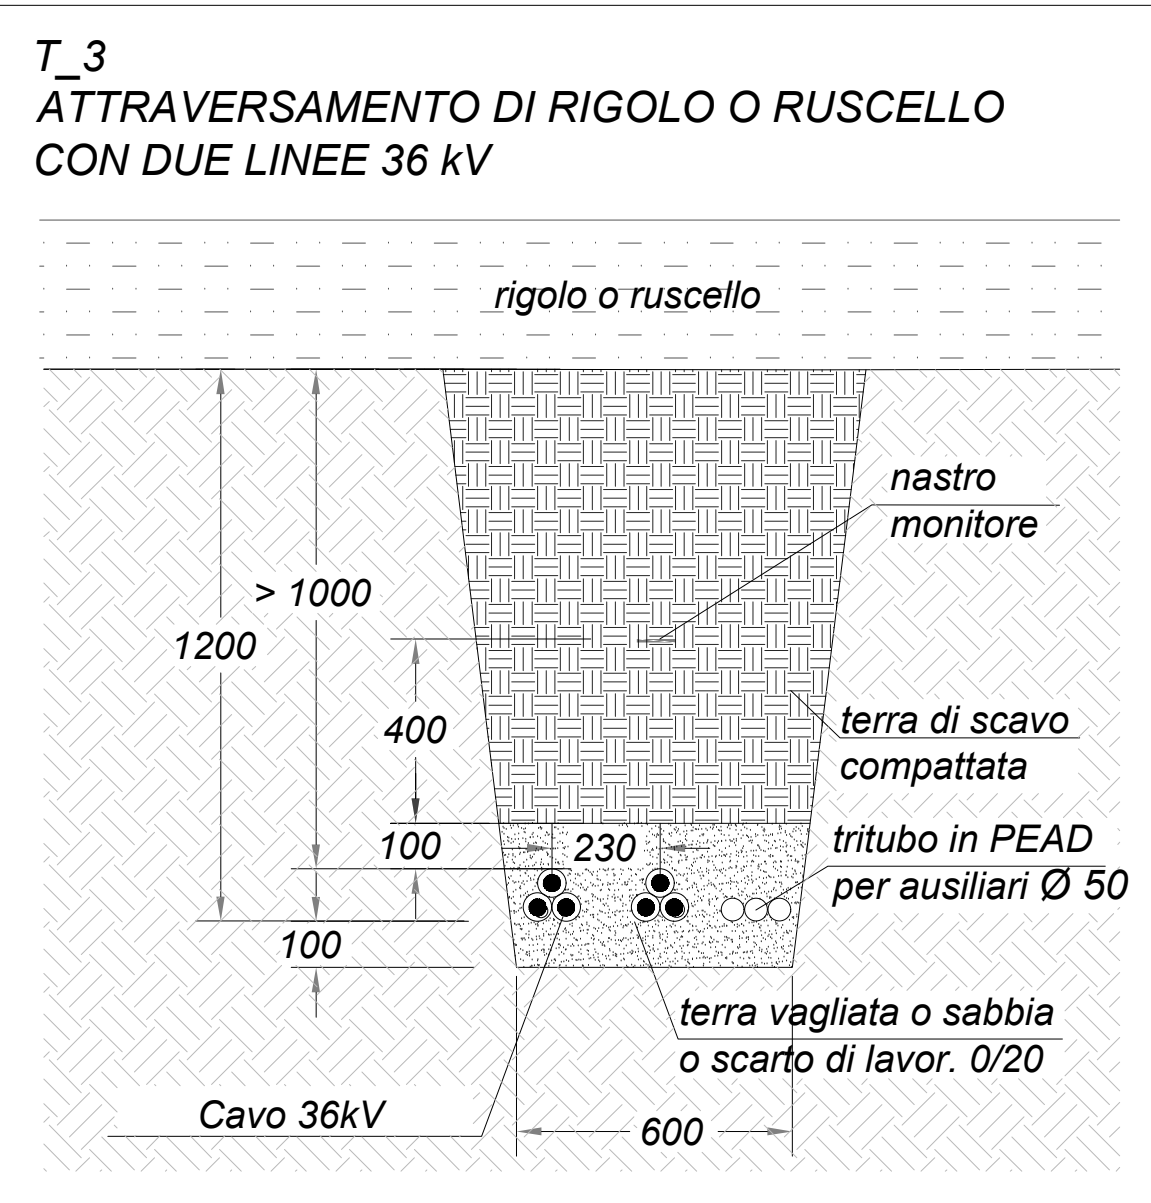 T_3
ATTRAVERSAMENTO DI RIGOLO O RUSCELLO
CON DUE LINEE 36 kV
rigolo o ruscello
nastro
monitore
> 1000
1200
400
terra di scavo
compattata
100
230
tritubo in PEAD
per ausiliari Ø 50
100
terra vagliata o sabbia
o scarto di lavor. 0/20
Cavo 36kV
600